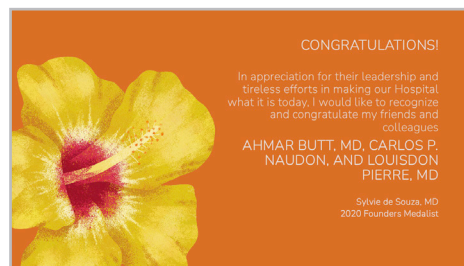 CONGRATULATIONS!
In appreciation for their leadership and
tireless efforts in making our Hospital
what it is today, I would like to recognize
and congratulate my friends and
colleagues
AHMAR BUTT, MD, CARLOS P.
NAUDON, AND LOUISDON
PIERRE, MD
Sylvie de Souza, MD
2020 Founders Medalist